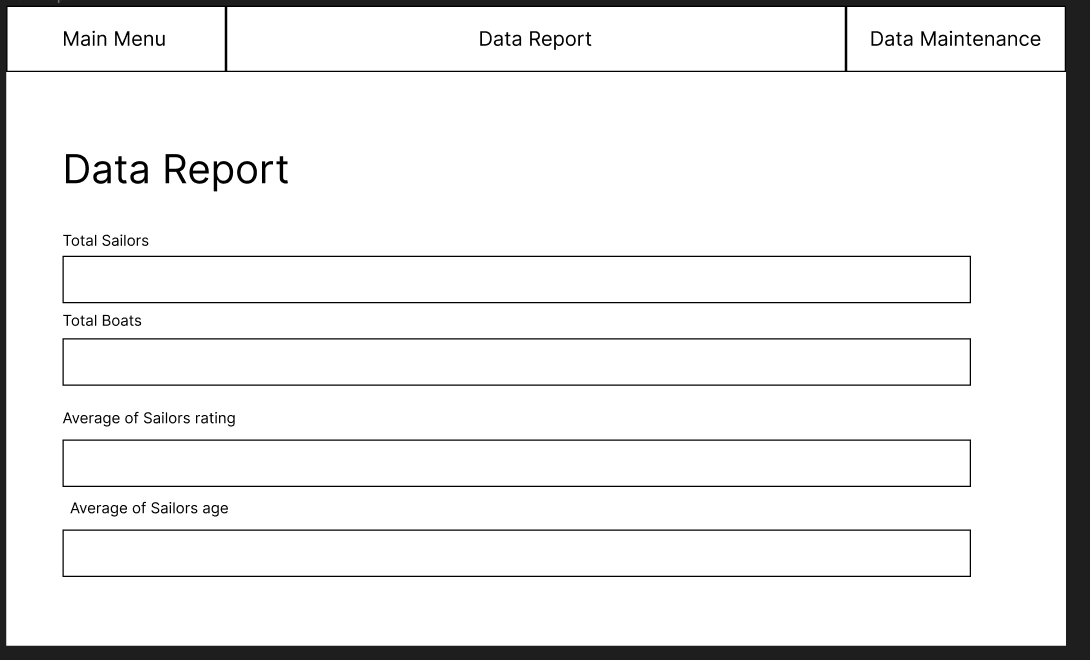 Main Menu
Data Report
Data Maintenance
Data Report
Total Sailors
Total Boats
Average of Sailors rating
Average of Sailors age